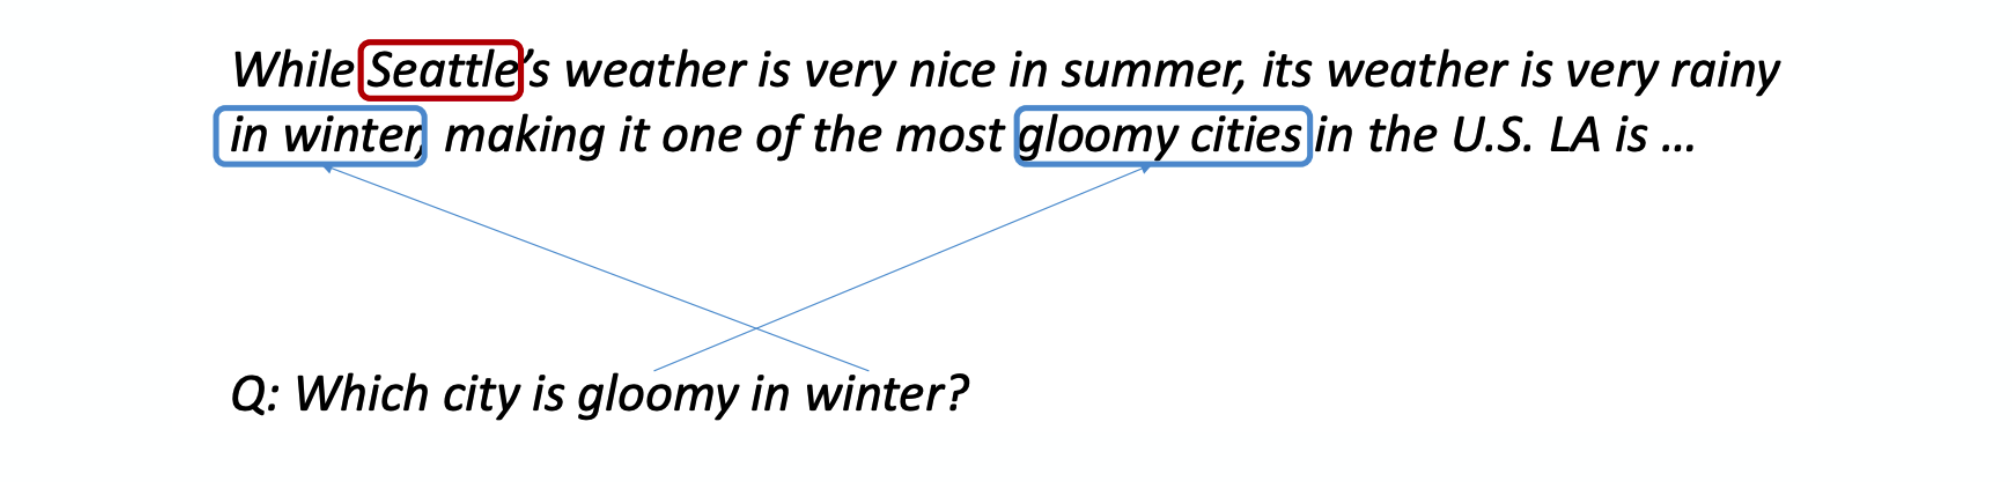 While Seattle’s weather is very nice in summer, its weather is very rainy
in winter, making it one of the most gloomy cities in the U.S. LA is ...
Q: Which city is gloomy in winter?